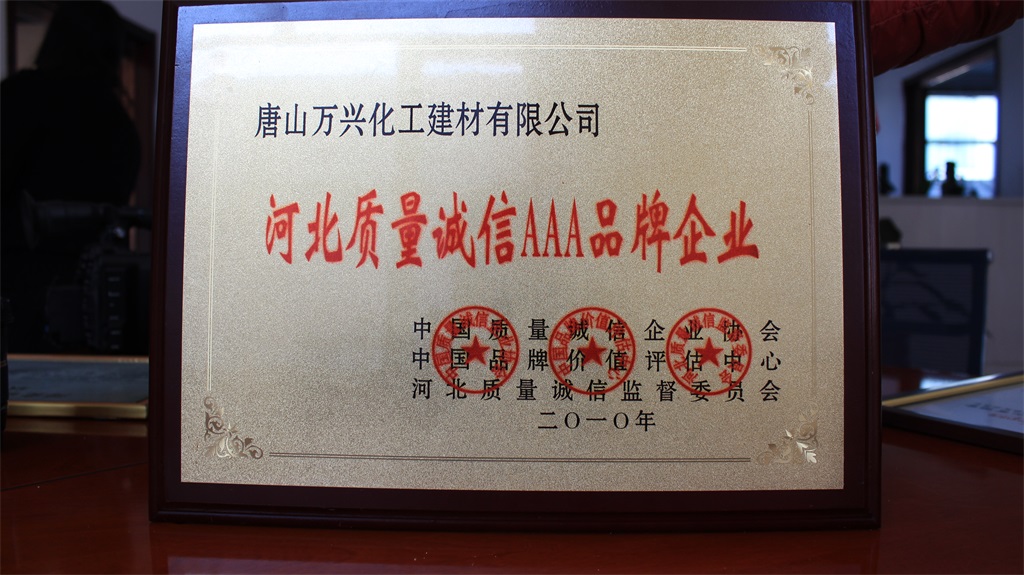 唐山万兴化工建材有限公司
河北质量诚信AAA品牌企业
中国质量诚信企业协会
中国品牌价值评估中心
河北质量诚信监督委员会
二〇一〇年